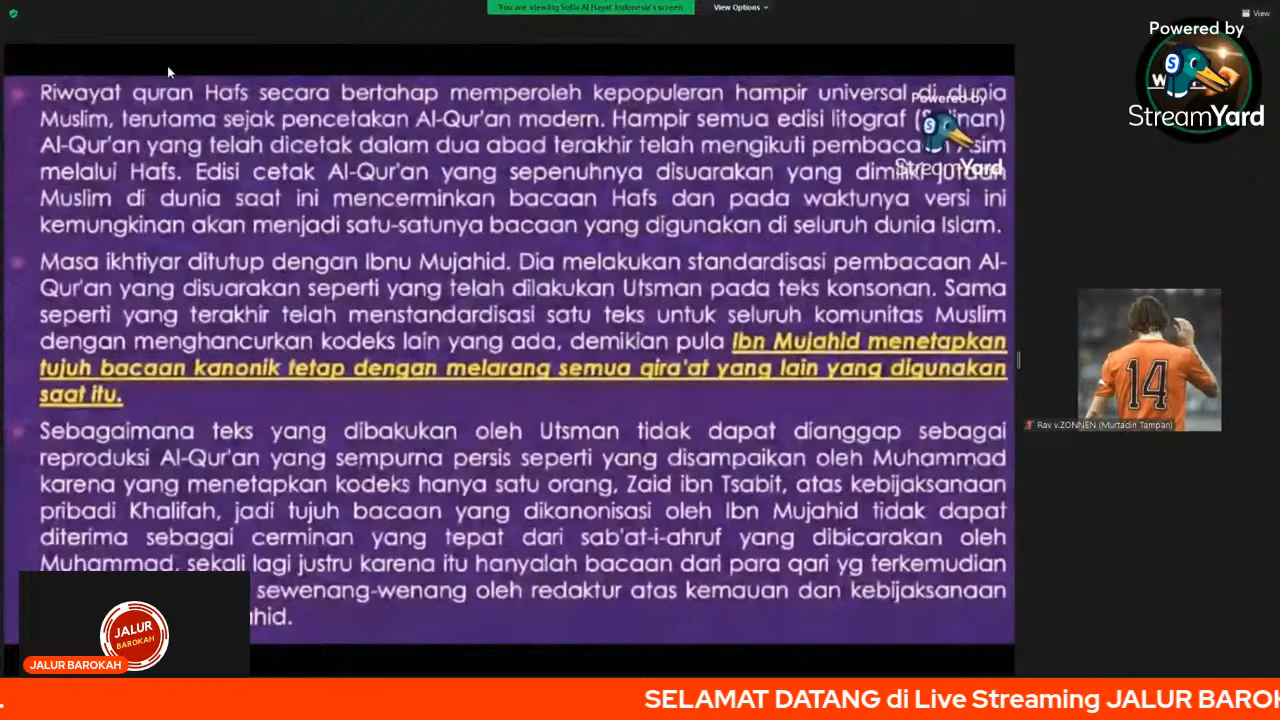 You are viewing Sofia Al Hayat Indonesia's screen
View Options
View
Powered by
StreamYard
Riwayat quran Hafs secara bertahap memperoleh kepopuleran hampir universal di dunia
Muslim, terutama sejak pencetakan Al-Qur'an modern. Hampir semua edisi litograf
Powered by
Al-Qur'an yang telah dicetak dalam dua abad terakhir telah mengikuti
StreamYard
melalui Hafs. Edisi cetak Al-Qur'an yang sepenuhnya disuarakan yang
Muslim di dunia saat ini mencerminkan bacaan Hafs dan pada waktunya versi ini
kemungkinan akan menjadi satu-satunya bacaan yang digunakan di seluruh dunia Islam.
Masa ikhtiyar ditutup dengan Ibnu Mujahid. Dia melakukan standardisasi pembacaan Al-
Qur'an yang disuarakan seperti yang telah dilakukan Utsman pada teks konsonan. Sama
seperti yang terakhir telah menstandardisasi satu teks untuk seluruh komunitas Muslim
dengan menghancurkan kodeks lain yang ada, demikian pula Ibn Mujahid menetapkan
tujuh bacaan kanonik tetap dengan melarang semua qira'at yang lain yang digunakan
saat itu.
Sebagaimana teks yang dibakukan oleh Utsman tidak dapat dianggap sebagai
reproduksi Al-Qur'an yang sempurna persis seperti yang disampaikan oleh Muhammad
karena yang menetapkan kodeks hanya satu orang, Zaid ibn Tsabit, atas kebijaksanaan
pribadi Khalifah, jadi tujuh bacaan yang dikanonisasi oleh Ibn Mujahid tidak dapat
diterima sebagai cerminan yang tepat dari sab'at-i-ahruf yang dibicarakan oleh
Muhammad, sekali lagi justru karena itu hanyalah bacaan dari para qari yg terkemudian
sewenang-wenang oleh redaktur atas kemauan dan kebijaksanaan
14
Rav v.ZONNEN (Murtadin Tampan)
JALUR
BAROKAH
JALUR BAROKAH
SELAMAT DATANG di Live Streaming JALUR